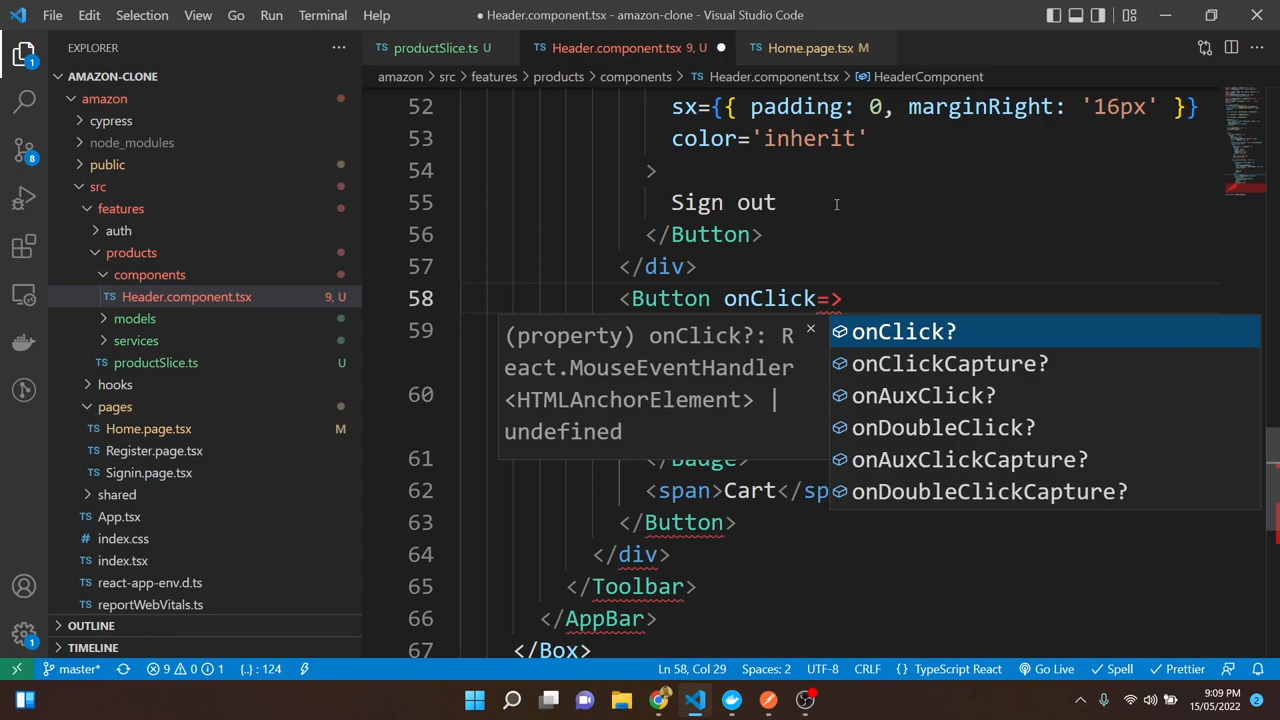 File Edit Selection View Go Run Terminal Help
● Header.component.tsx - amazon-clone - Visual Studio Code
EXPLORER
AMAZON-CLONE
amazon
cypress
node_modules
public
src
features
auth
products
components
Header.component.tsx 9, U
models
services
productSlice.ts U
hooks
pages
Home.page.tsx M
Register.page.tsx
Signin.page.tsx
shared
App.tsx
index.css
index.tsx
react-app-env.d.ts
reportWebVitals.ts
OUTLINE
TIMELINE
1
8
1
productSlice.ts U
Header.component.tsx 9, U ●
Home.page.tsx M
amazon > src > features > products > components > Header.component.tsx > HeaderComponent
52 sx={{ padding: 0, marginRight: '16px' }}
53 color='inherit'
54 >
55 Sign out
56 </Button>
57 </div>
58 <Button onClick=>
59
60
61 </Badge>
62 <span>Cart</sp
63 </Button>
64 </div>
65 </Toolbar>
66 </AppBar>
67 </Box>
(property) onClick?: R
eact.MouseEventHandler
<HTMLAnchorElement> |
undefined
onClick?
onClickCapture?
onAuxClick?
onDoubleClick?
onAuxClickCapture?
onDoubleClickCapture?
master* 9 0 1 {..} : 124 Ln 58, Col 29 Spaces: 2 UTF-8 CRLF {} TypeScript React Go Live Spell Prettier
9:09 PM
15/05/2022
2